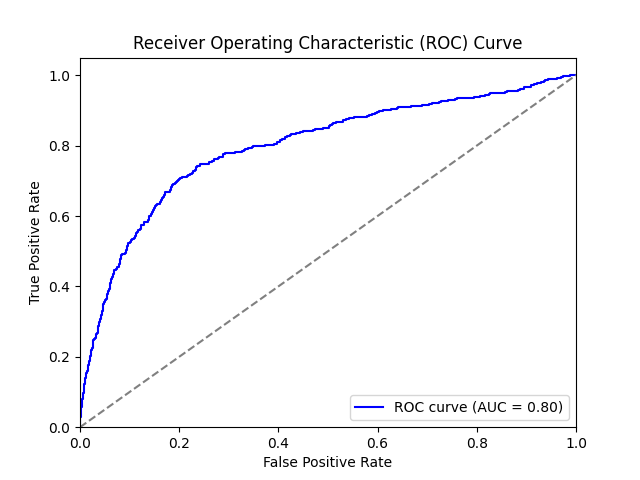 Receiver Operating Characteristic (ROC) Curve
1.0
0.8
0.6
0.4
0.2
0.0
True Positive Rate
ROC curve (AUC = 0.80)
0.0 0.2 0.4 0.6 0.8 1.0
False Positive Rate